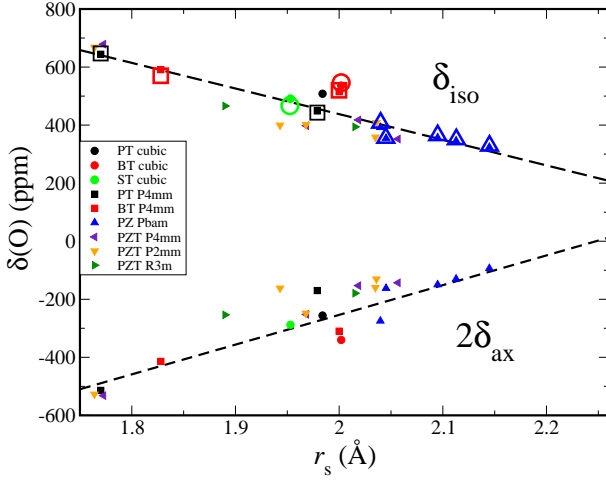 600
400
200
0
-200
-400
-600
800
δ(O) (ppm)
δiso
PT cubic
BT cubic
ST cubic
PT P4mm
BT P4mm
PZ Pbam
PZT P4mm
PZT P2mm
PZT R3m
2δax
1.8
1.9
2
2.1
2.2
rs (Å)